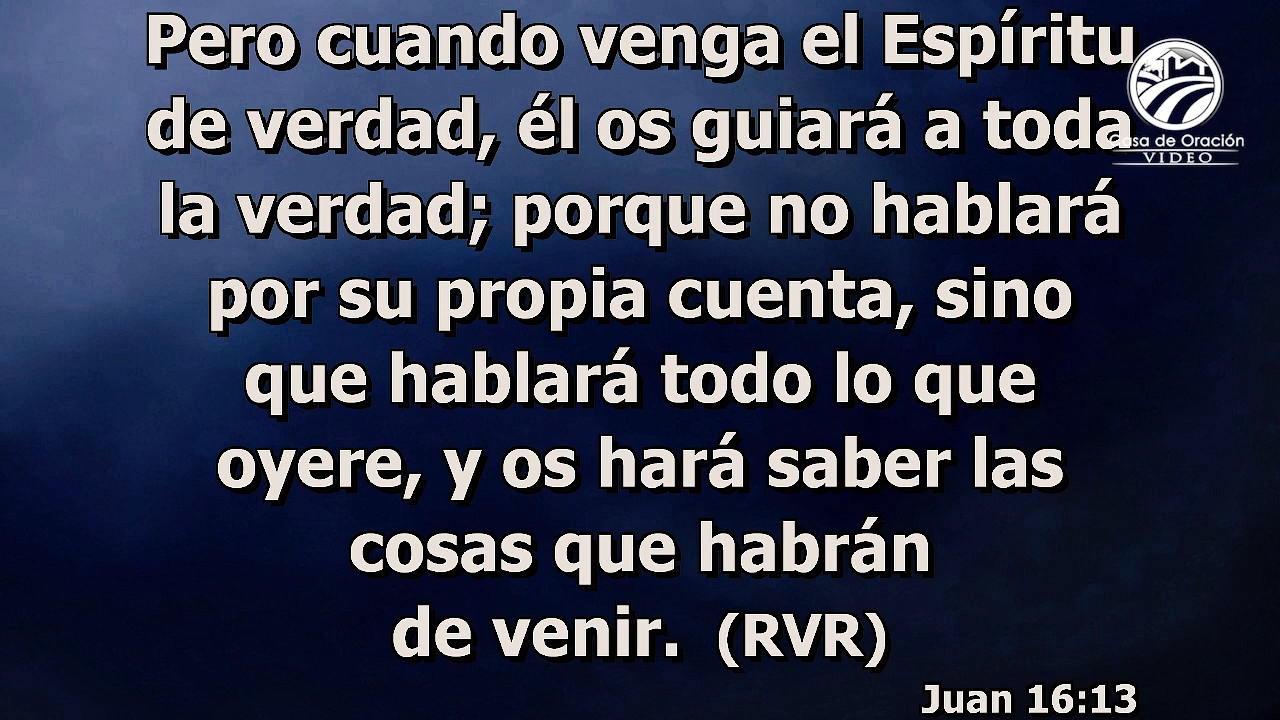 Pero cuando venga el Espíritu
de verdad, él os guiará a toda
la verdad; porque no hablará
por su propia cuenta, sino
que hablará todo lo que
oyere, y os hará saber las
cosas que habrán
de venir. (RVR)
Juan 16:13
Casa de Oración
VIDEO